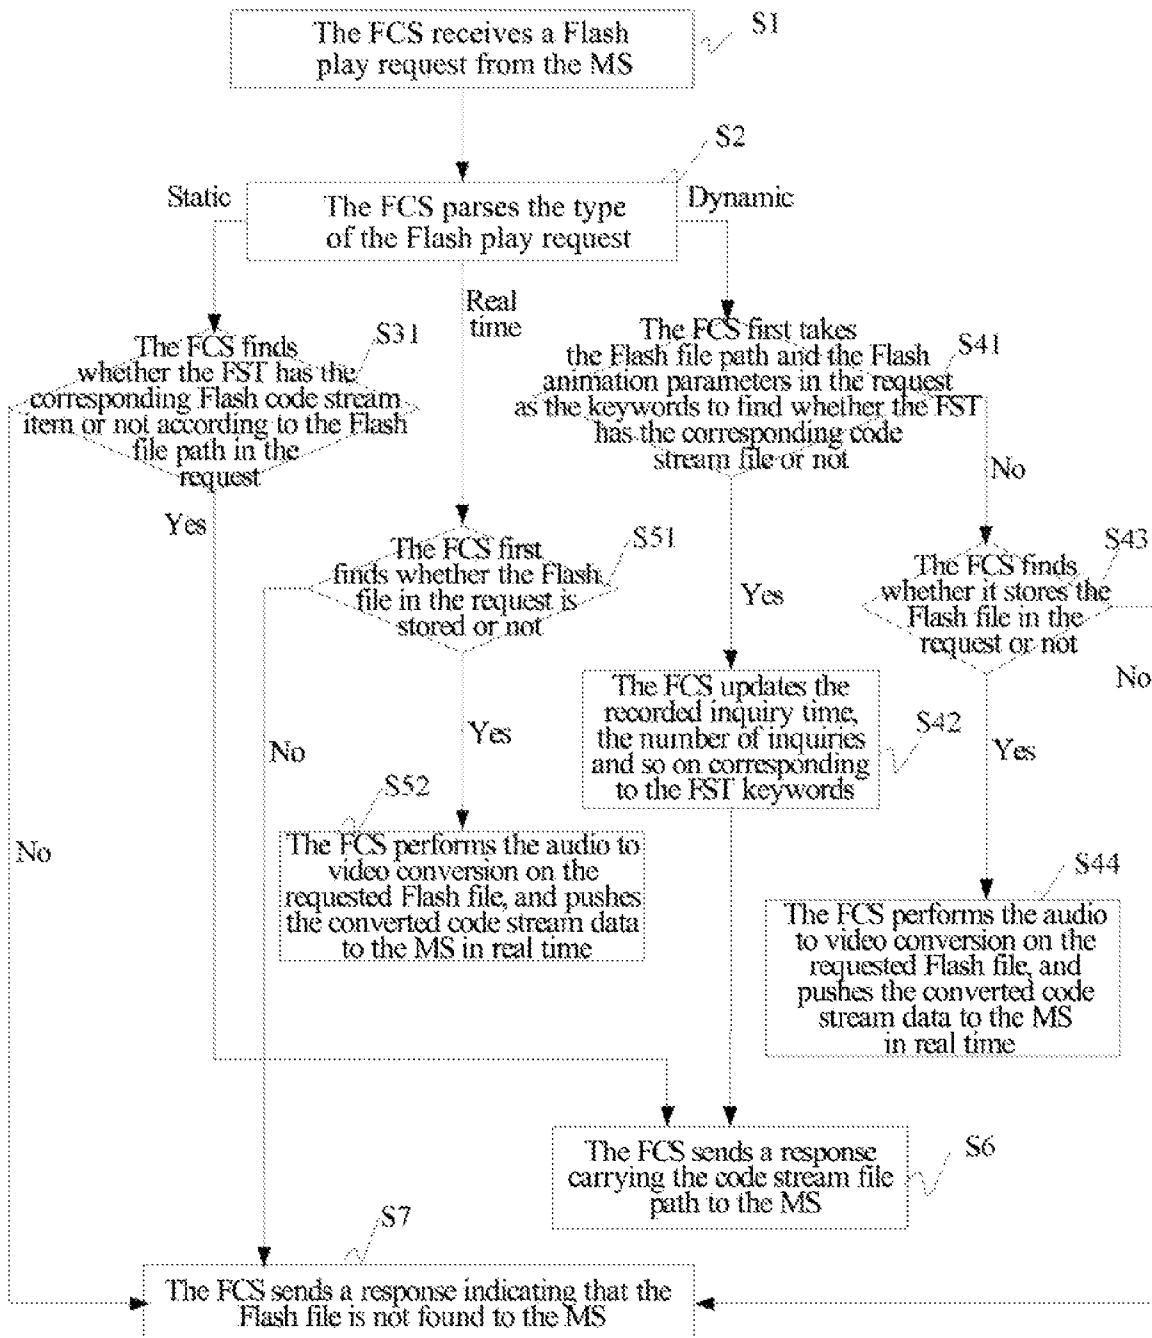 The FCS receives a Flash
play request from the MS
S1
S2
Static
Dynamic
The FCS parses the type
of the Flash play request
Real
time
The FCS finds
whether the FST has the
corresponding Flash code stream
item or not according to the Flash
file path in the
request
S31
The FCS first takes
the Flash file path and the Flash
animation parameters in the request
as the keywords to find whether the FST
has the corresponding code
stream file or not
S41
No
Yes
The FCS first
finds whether the Flash
file in the request is
stored or not
S51
Yes
The FCS finds
whether it stores the
Flash file in the
request or not
S43
No
The FCS updates the
recorded inquiry time,
the number of inquiries
and so on corresponding
to the FST keywords
S42
No
Yes
Yes
S52
The FCS performs the audio to
video conversion on the
requested Flash file, and pushes
the converted code stream data
to the MS in real time
No
S44
The FCS performs the audio
to video conversion on the
requested Flash file, and
pushes the converted code
stream data to the MS
in real time
The FCS sends a response
carrying the code stream file
path to the MS
S6
S7
The FCS sends a response indicating that the
Flash file is not found to the MS